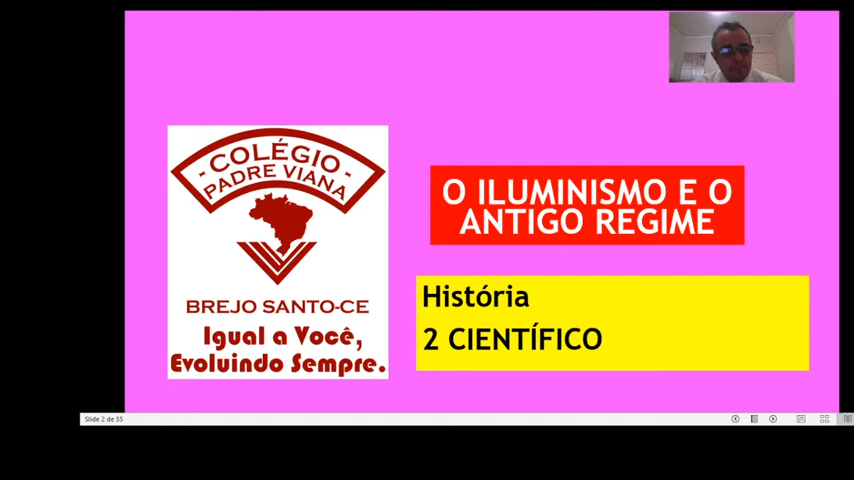 - COLÉGIO -
PADRE VIANA
BREJO SANTO-CE
Igual a Você,
Evoluindo Sempre.
O ILUMINISMO E O
ANTIGO REGIME
História
2 CIENTÍFICO
Slide 2 de 55